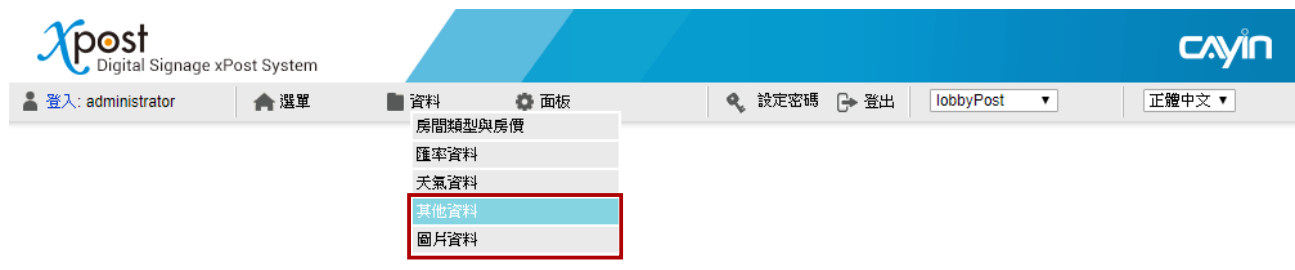 xpost
Digital Signage xPost System
CAYIN
登入: administrator 選單 資料 面板 設定密碼 登出 lobbyPost 正體中文
房間類型與房價
匯率資料
天氣資料
其他資料
圖片資料